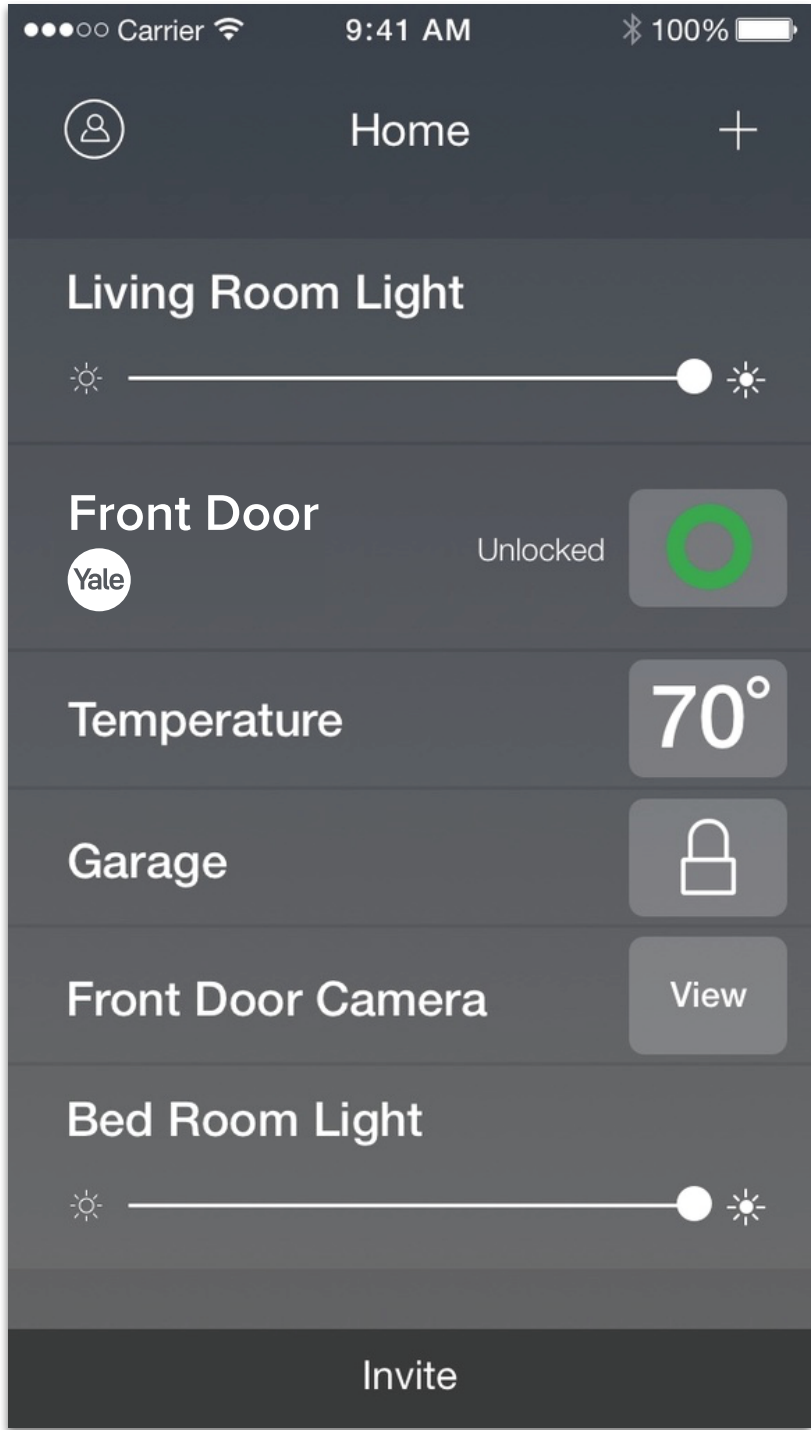 Carrier 9:41 AM 100%
Home
Living Room Light
Front Door
Yale
Unlocked
Temperature
70°
Garage
Front Door Camera
View
Bed Room Light
Invite